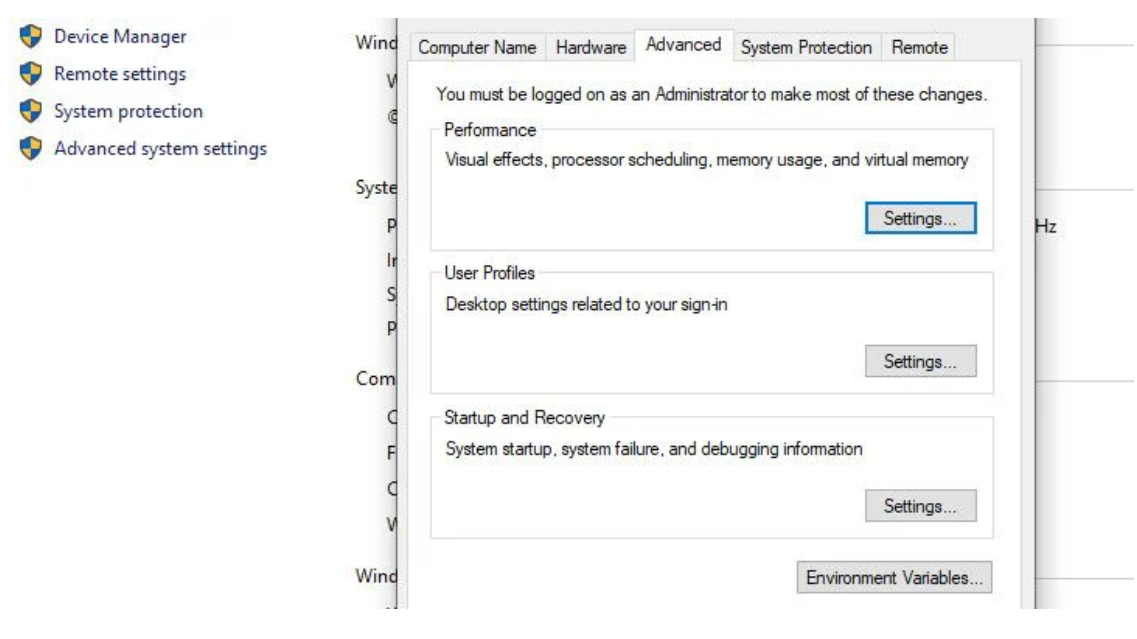 Device Manager
Remote settings
System protection
Advanced system settings
Wind
Syste
P
In
S
P
Com
C
F
C
W
Wind
Hz
Computer Name Hardware Advanced System Protection Remote
You must be logged on as an Administrator to make most of these changes.
Performance
Visual effects, processor scheduling, memory usage, and virtual memory
Settings...
User Profiles
Desktop settings related to your sign-in
Settings...
Startup and Recovery
System startup, system failure, and debugging information
Settings...
Environment Variables...